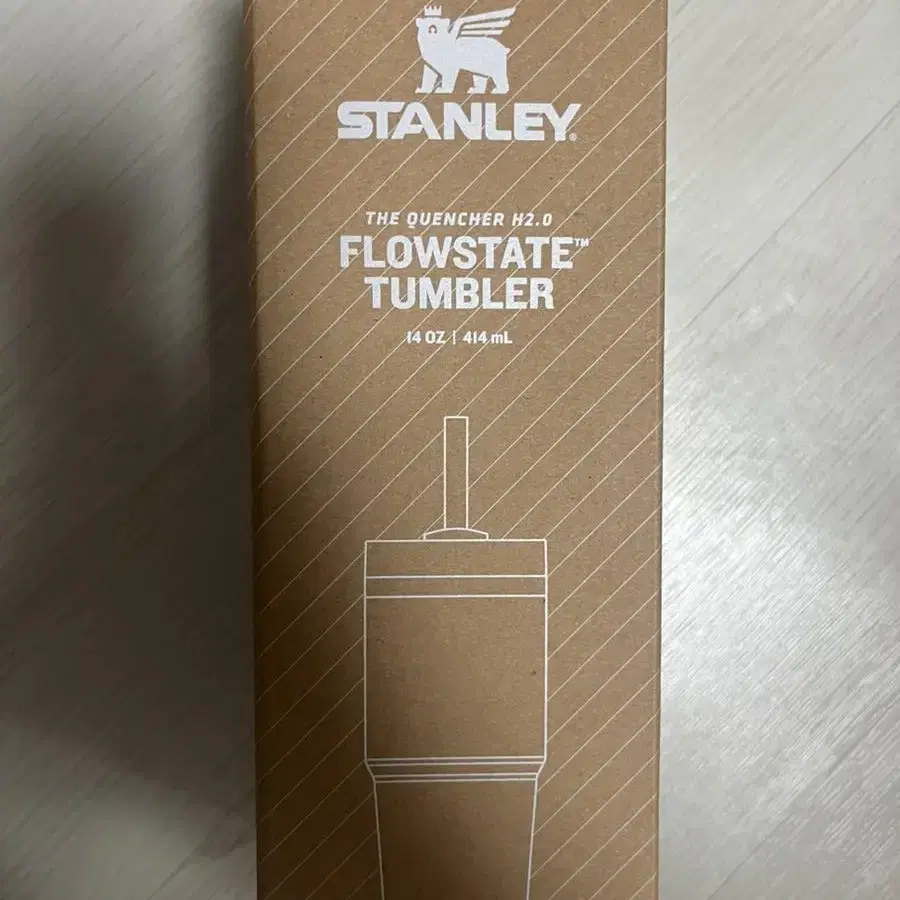 STANLEY®
THE QUENCHER H2.0
FLOWSTATE™
TUMBLER
14 OZ | 414 mL